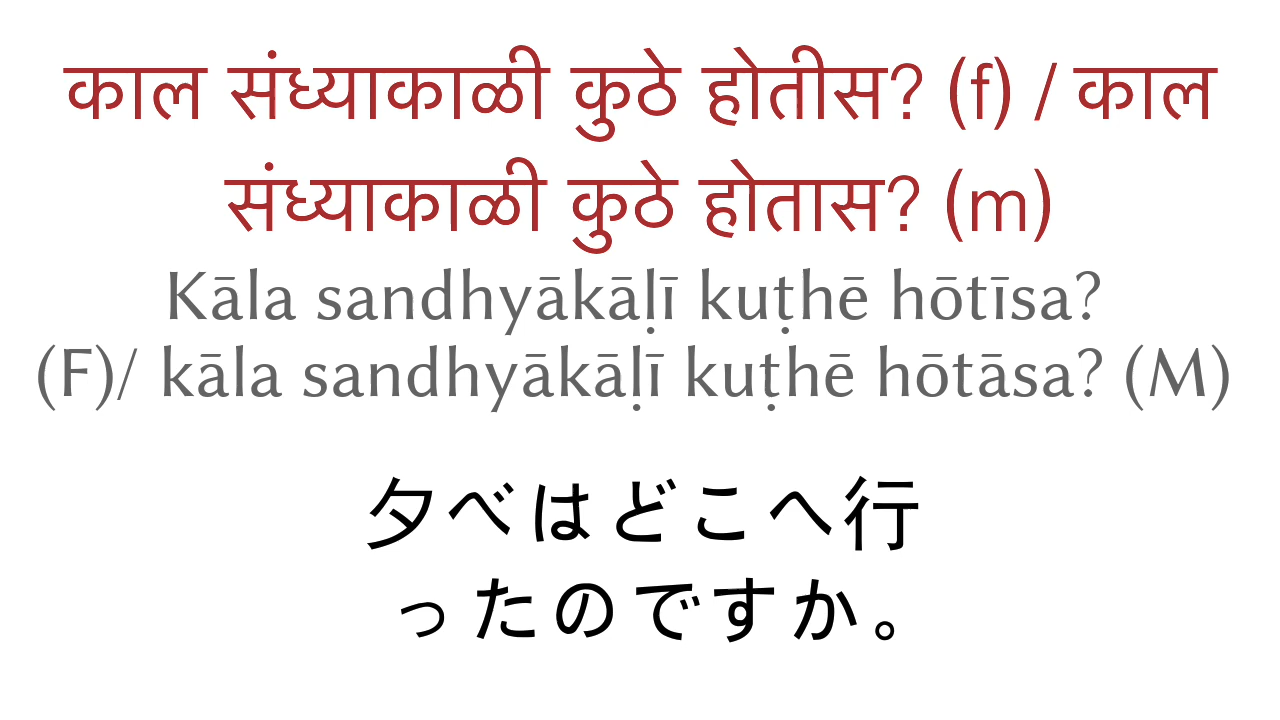 काल संध्याकाळी कुठे होतीस? (f) / काल
संध्याकाळी कुठे होतास? (m)
Kāla sandhyākāḷī kuṭhē hōtīsa?
(F)/ kāla sandhyākāḷī kuṭhē hōtāsa? (M)
夕べはどこへ行
ったのですか。